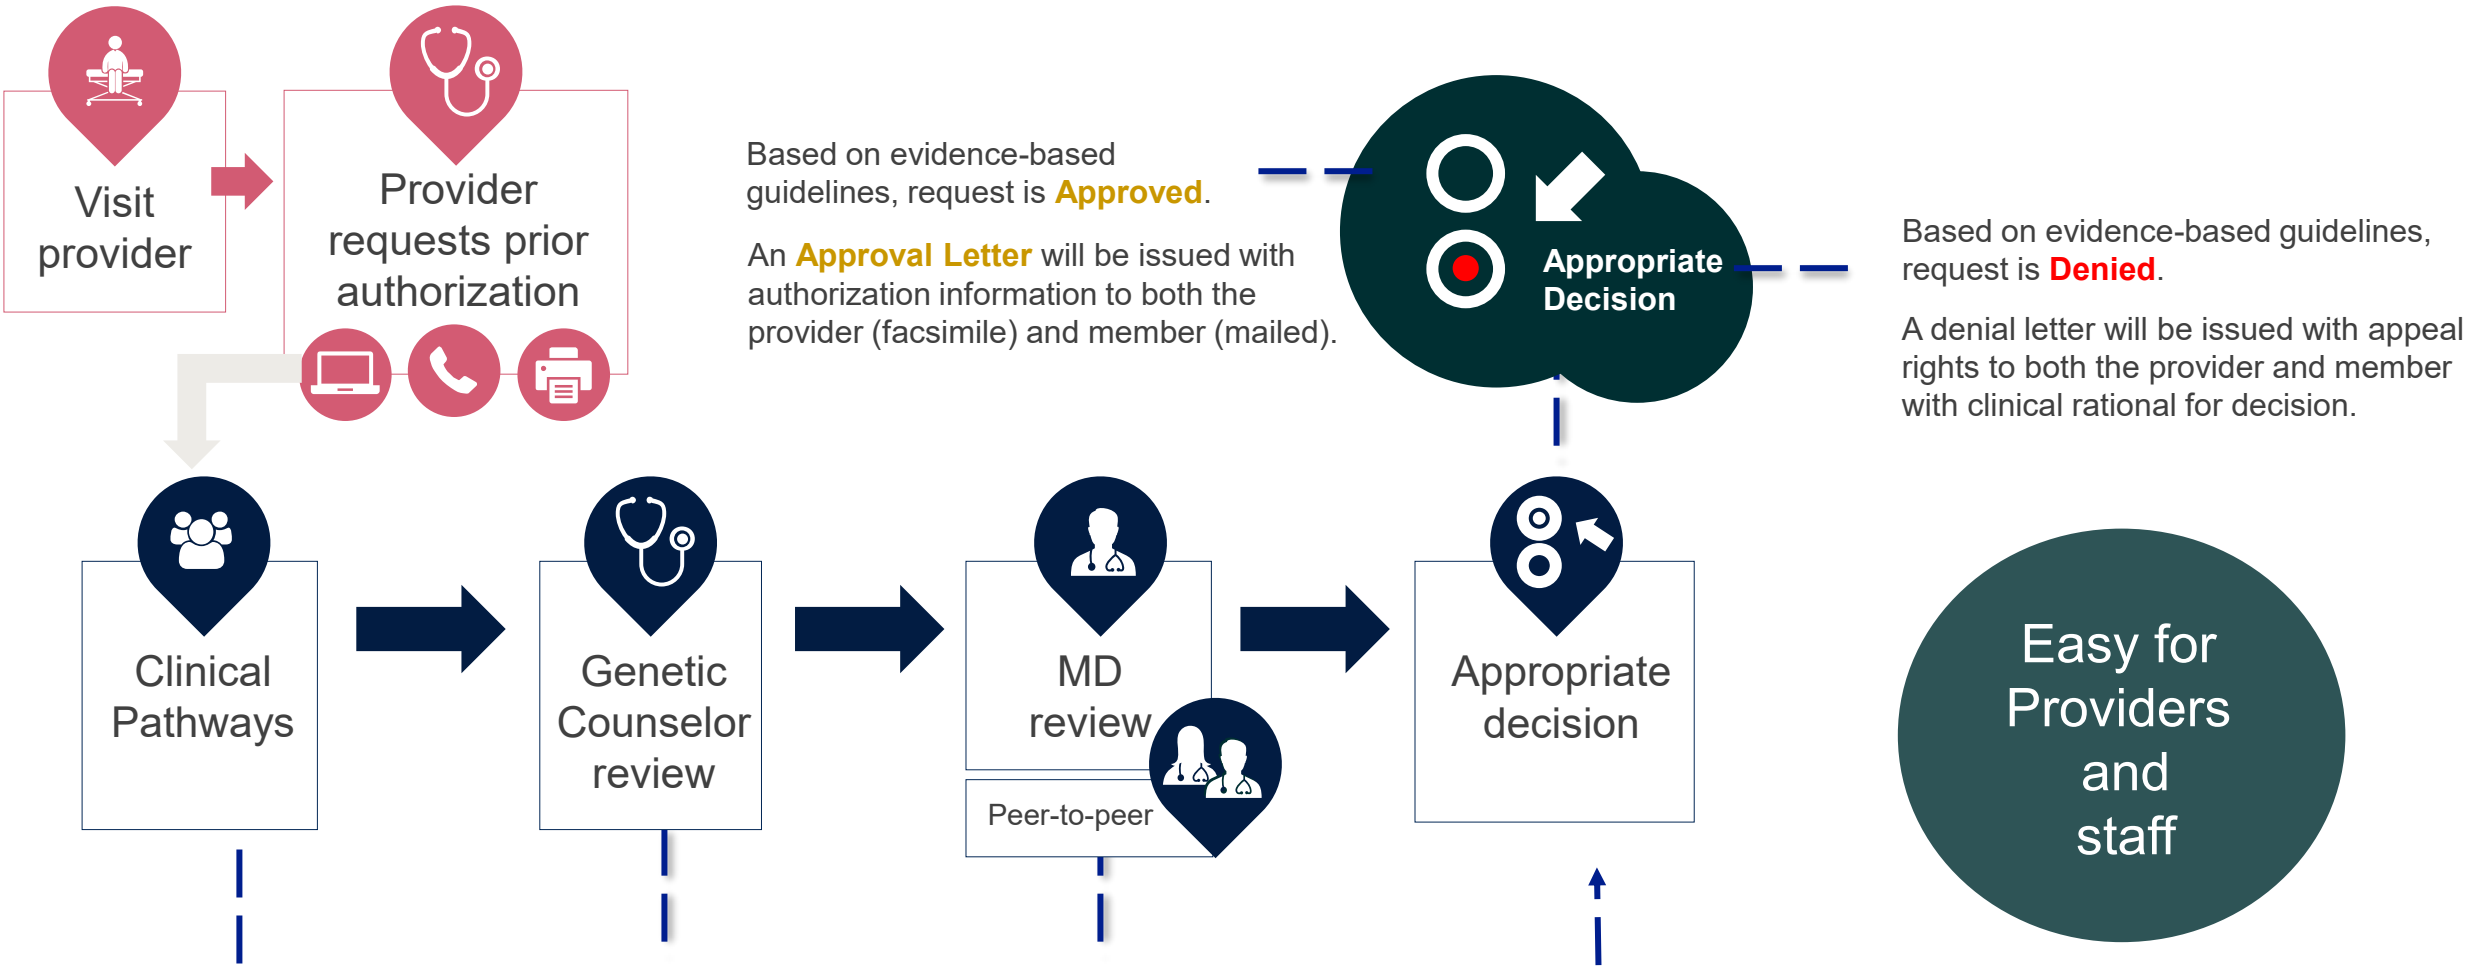 Visit
provider
Provider
requests prior
authorization
Based on evidence-based
guidelines, request is Approved.
An Approval Letter will be issued with
authorization information to both the
provider (facsimile) and member (mailed).
Appropriate
Decision
Based on evidence-based guidelines,
request is Denied.
A denial letter will be issued with appeal
rights to both the provider and member
with clinical rational for decision.
Clinical
Pathways
Genetic
Counselor
review
MD
review
Peer-to-peer
Appropriate
decision
Easy for
Providers
and
staff